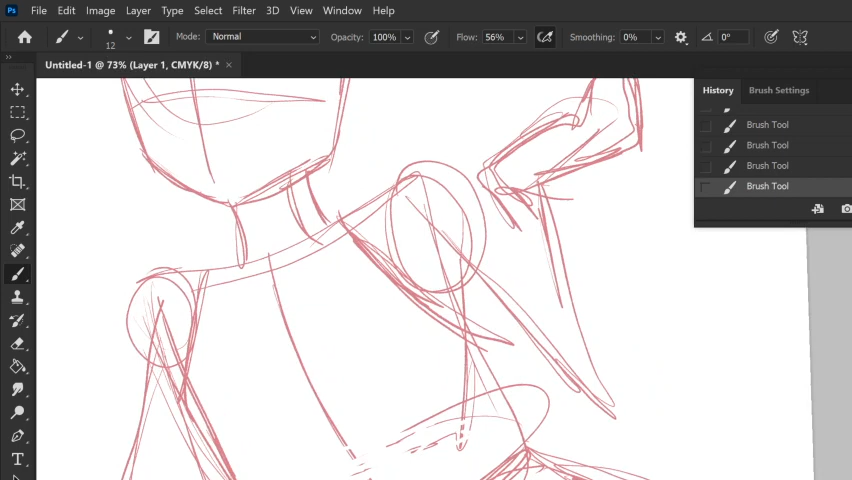 Ps File Edit Image Layer Type Select Filter 3D View Window Help
12 Mode: Normal Opacity: 100% Flow: 56% Smoothing: 0% 0°
Untitled-1 @ 73% (Layer 1, CMYK/8) * ×
History Brush Settings
Brush Tool
Brush Tool
Brush Tool
Brush Tool
T